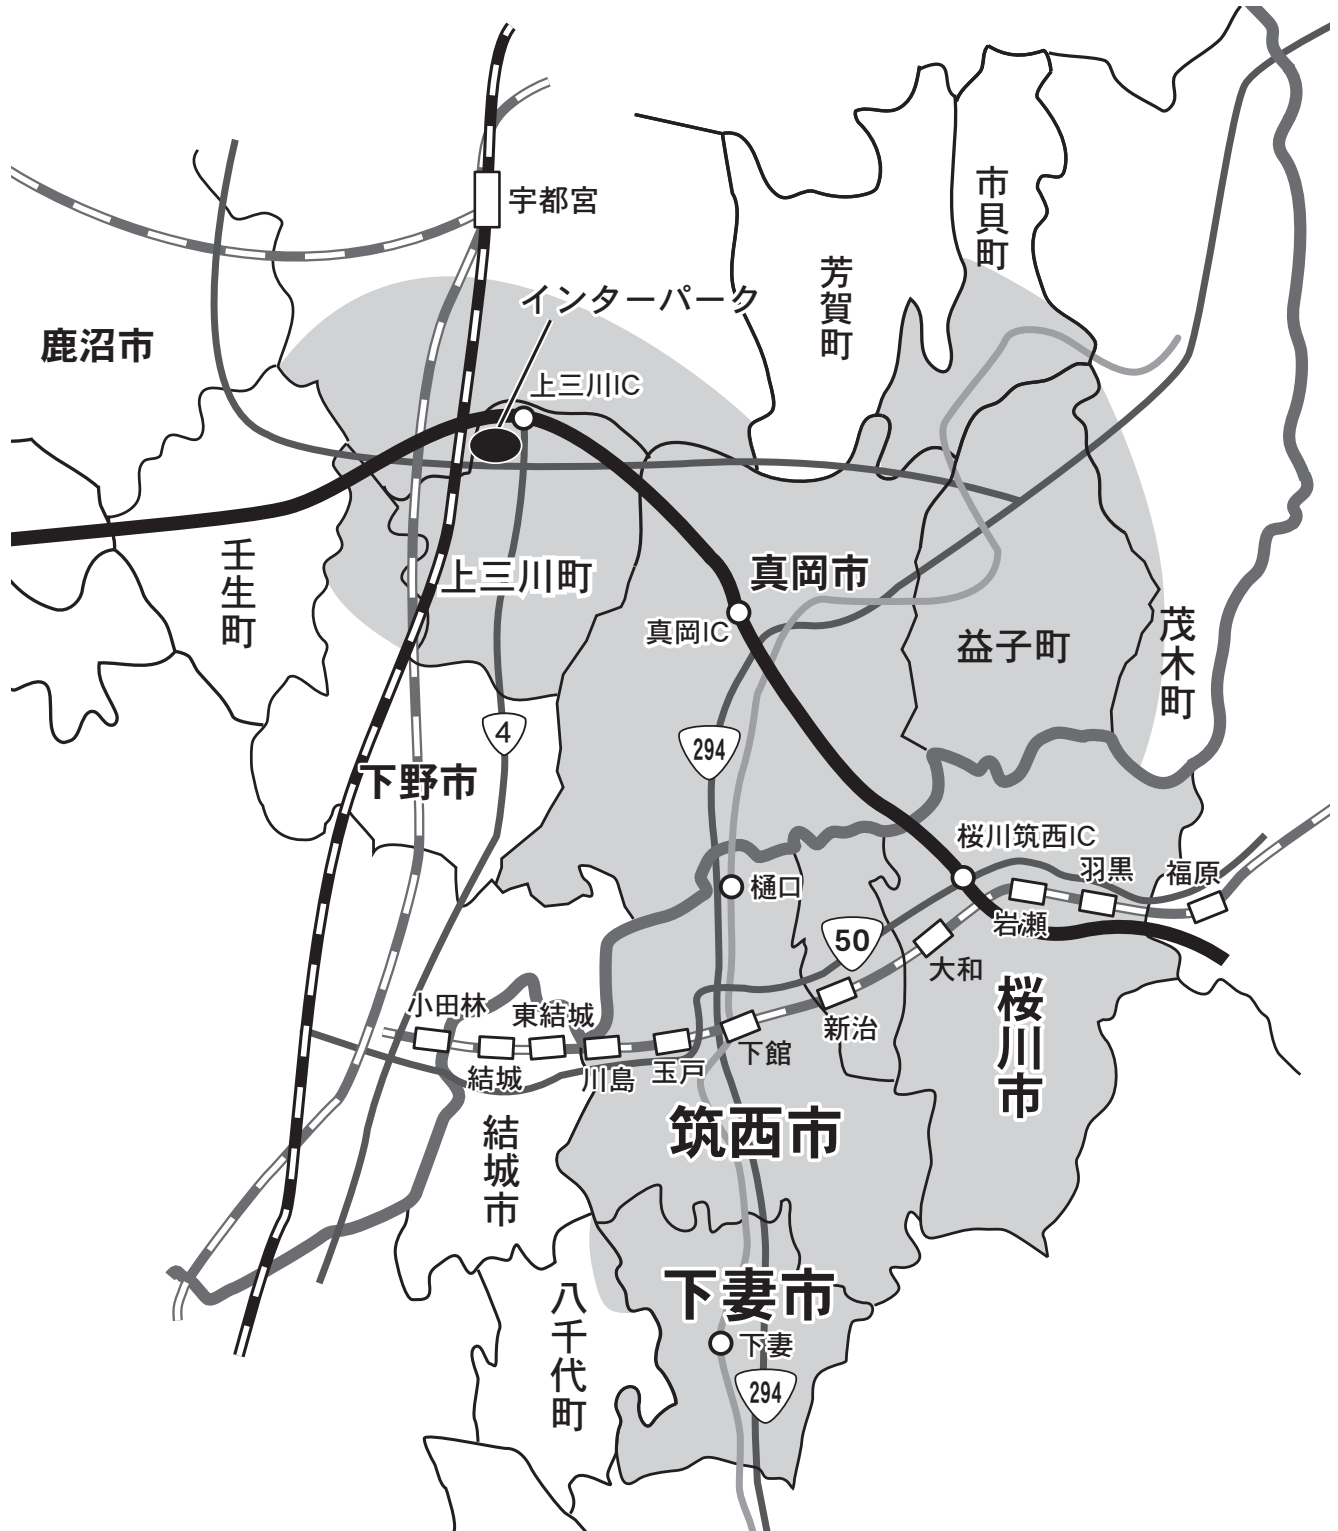 宇都宮
市貝町
芳賀町
インターパーク
鹿沼市
上三川IC
壬生町
上三川町
真岡市
真岡IC
益子町
茂木町
4
294
下野市
桜川筑西IC
羽黒
福原
樋口
50
岩瀬
大和
小田林
東結城
新治
桜川市
結城
川島
玉戸
下館
筑西市
結城市
下妻市
八千代町
下妻
294